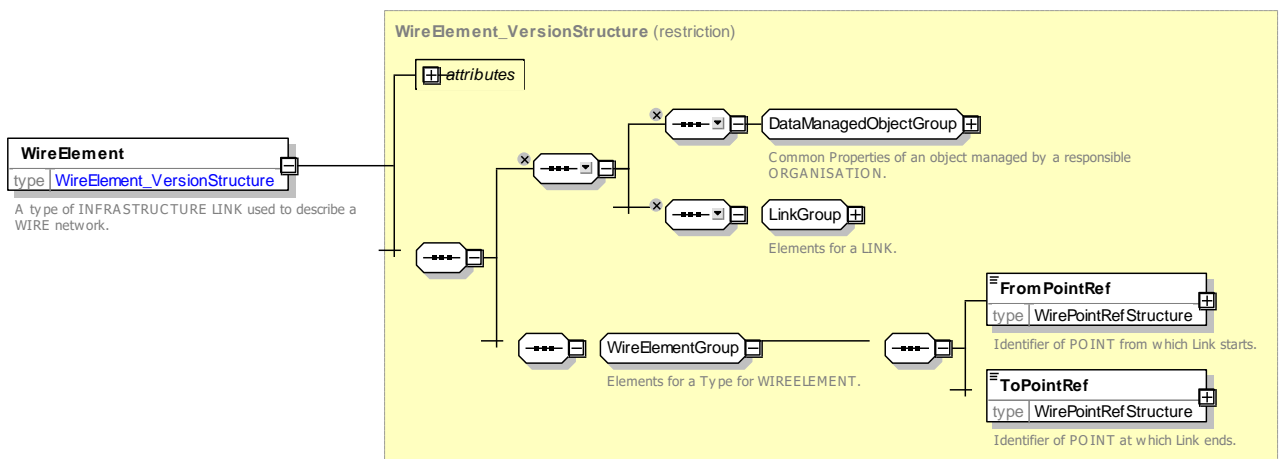 WireElement_VersionStructure (restriction)
attributes
DataManagedObjectGroup
Common Properties of an object managed by a responsible
ORGANISATION.
WireElement
type WireElement_VersionStructure
A type of INFRASTRUCTURE LINK used to describe a
WIRE network.
LinkGroup
Elements for a LINK.
FromPointRef
type WirePointRefStructure
Identifier of POINT from which Link starts.
WireElementGroup
Elements for a Type for WIREELEMENT.
ToPointRef
type WirePointRefStructure
Identifier of POINT at which Link ends.